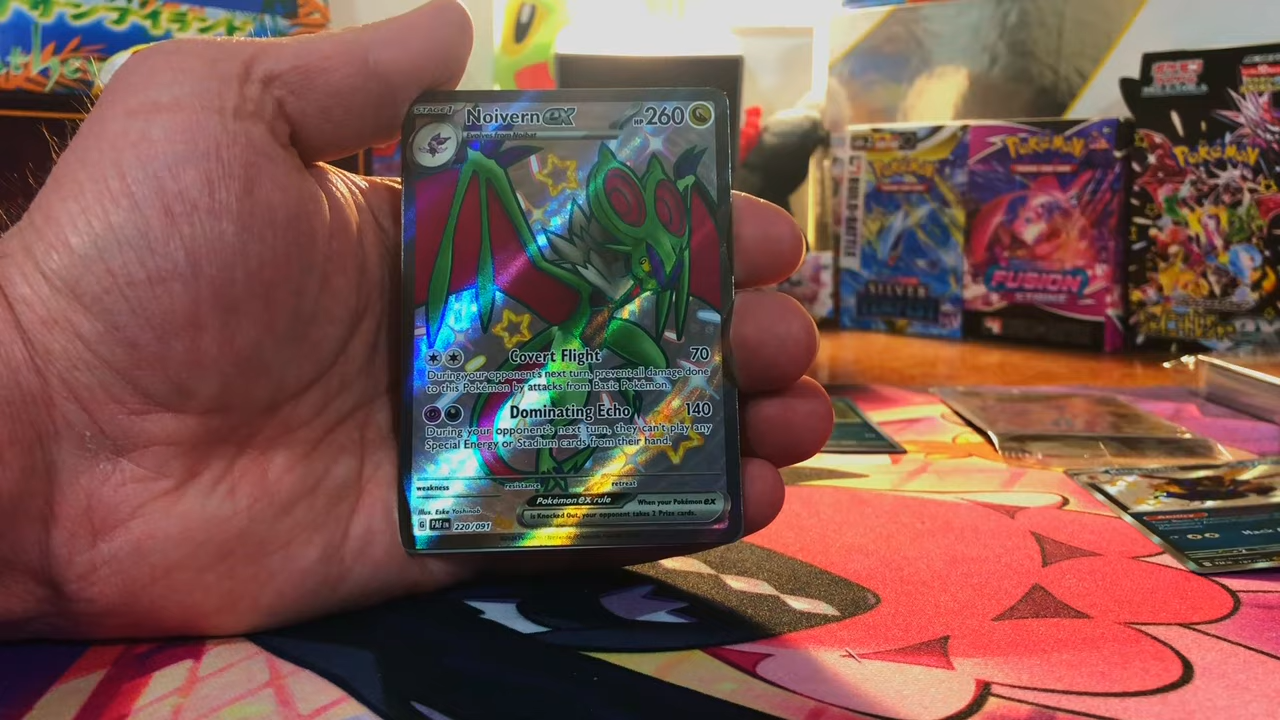 STAGE 1
Noivern ex
HP 260
Evolves from Noibat
Covert Flight 70
During your opponent's next turn, prevent all damage done
to this Pokémon by attacks from Basic Pokémon.
Dominating Echo 140
During your opponent's next turn, they can't play any
Special Energy or Stadium cards from their hand.
weakness resistance retreat
Pokémon ex rule
When your Pokémon ex
is Knocked Out, your opponent takes 2 Prize cards.
Illus. Eske Yoshinob
G PAF EN 220/091
Pokémon
SILVER
Pokémon
FUSION
STRIKE
Pokémon